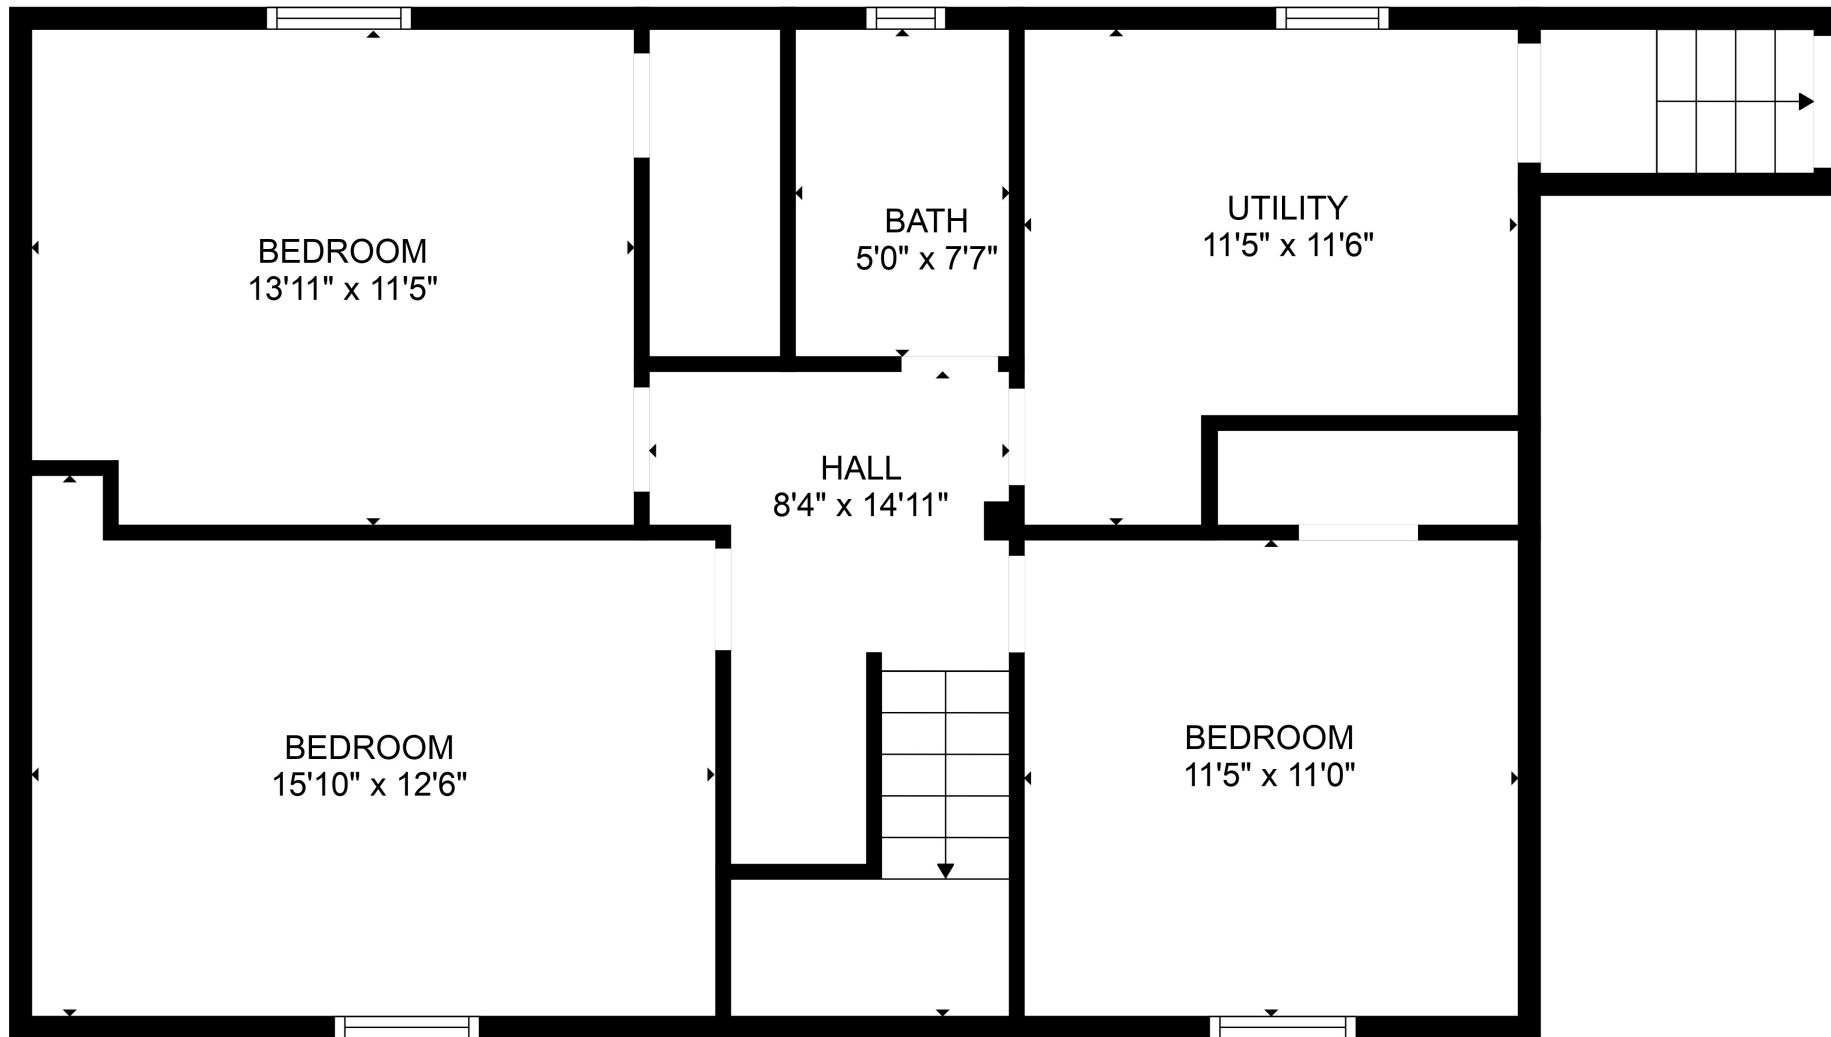 BEDROOM
13'11" x 11'5"
BATH
5'0" x 7'7"
UTILITY
11'5" x 11'6"
HALL
8'4" x 14'11"
BEDROOM
15'10" x 12'6"
BEDROOM
11'5" x 11'0"